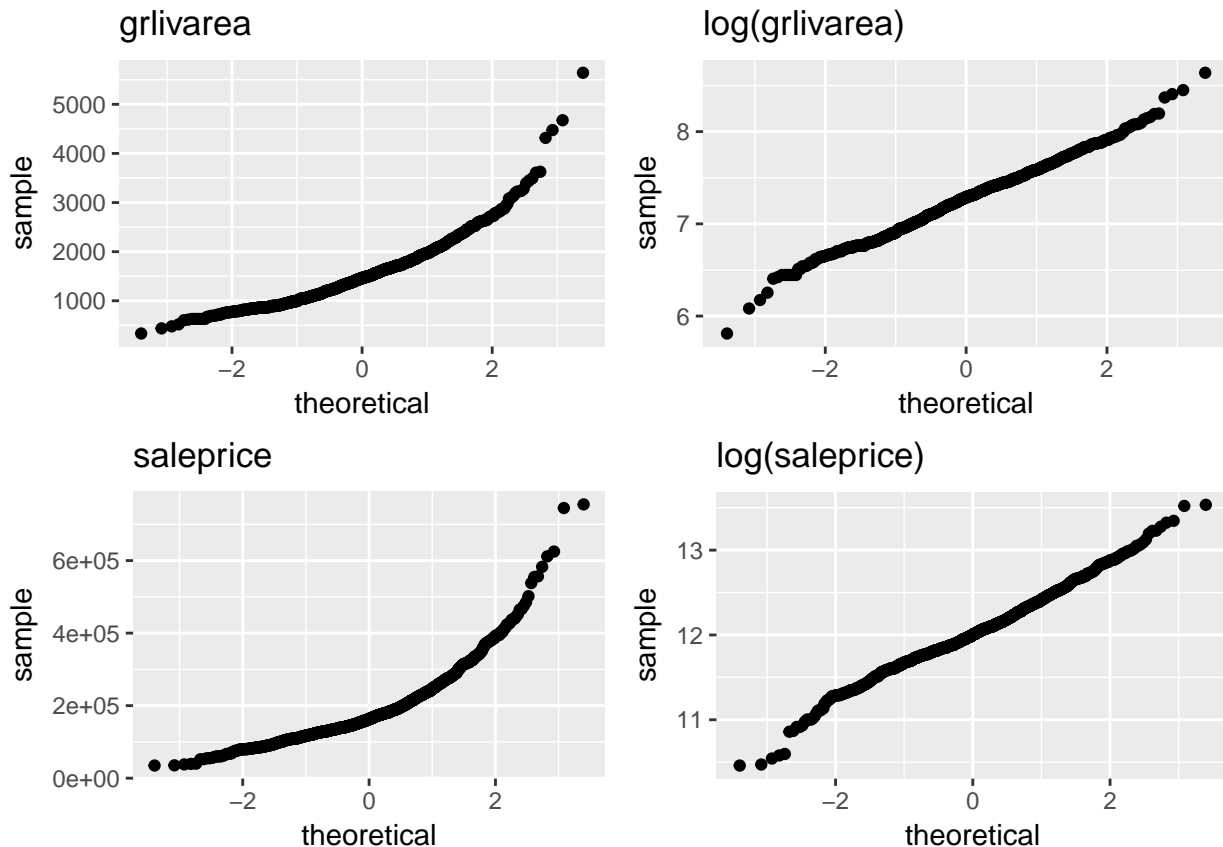 grlivarea
5000
4000
3000
2000
1000
sample
−2
0
2
theoretical
log(grlivarea)
8
7
6
sample
−2
0
2
theoretical
saleprice
6e+05
4e+05
2e+05
0e+00
sample
−2
0
2
theoretical
log(saleprice)
13
12
11
sample
−2
0
2
theoretical